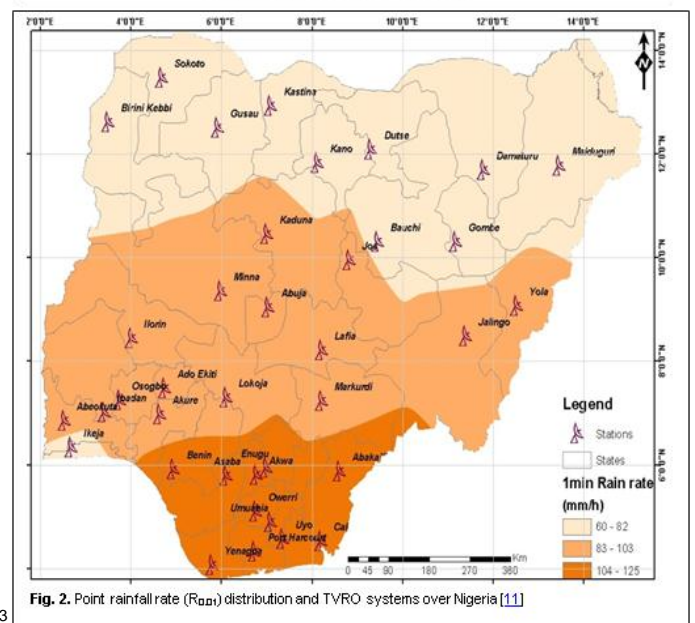 2°0'0"E 4°0'0"E 6°0'0"E 8°0'0"E 10°0'0"E 12°0'0"E 14°0'0"E
N
Sokoto
Kastina
Birini Kebbi
Gusau
Dutse
Kano
Damaturu
Maiduguri
Kaduna
Bauchi
Gombe
Jos
Minna
Abuja
Yola
Ilorin
Jalingo
Lafia
Ado Ekiti
Osogbo
Lokoja
Markurdi
Ibadan
Akure
Abeokuta
Ikeja
Benin
Enugu
Asaba
Akwa
Abakal
Owerri
Umuahia
Uyo
Cal
Port Harcourt
Yenagoa
Legend
Stations
States
1min Rain rate
(mm/h)
60 - 82
83 - 103
104 - 125
Km
0 45 90 180 270 360
3
Fig. 2. Point rainfall rate (R0.01) distribution and TVRO systems over Nigeria [11]